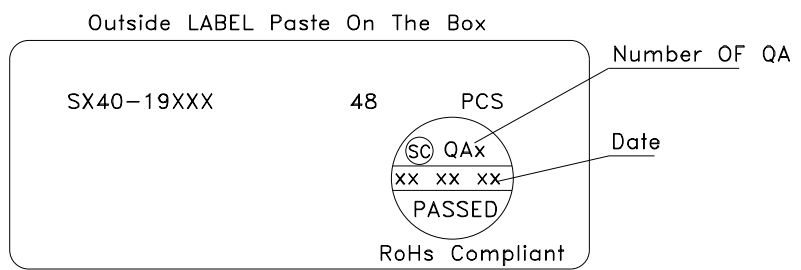 Outside LABEL Paste On The Box
Number OF QA
SX40-19XXX 48 PCS
SC QAx
Date
xx xx xx
PASSED
RoHs Compliant